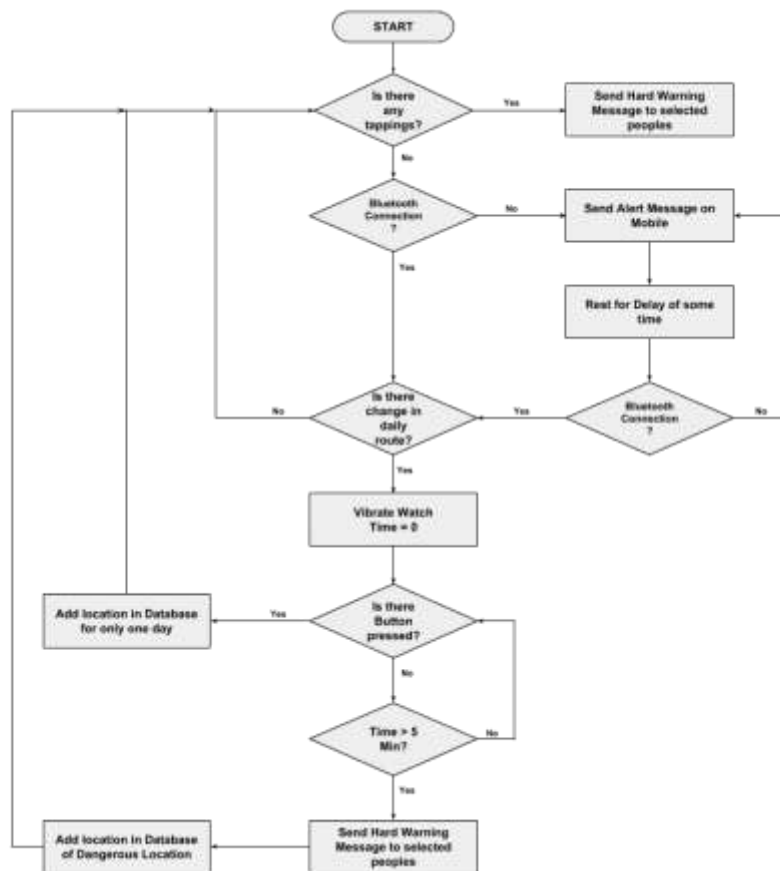 START
Is there
any
tappings?
Yes
Send Hard Warning
Message to selected
peoples
No
Bluetooth
Connection
?
No
Send Alert Message on
Mobile
Yes
Rest for Delay of some
time
Is there
change in
daily
route?
No
Yes
Bluetooth
Connection
?
No
Yes
Vibrate Watch
Time = 0
Add location in Database
for only one day
Yes
Is there
Button
pressed?
No
Time > 5
Min?
No
Yes
Add location in Database
of Dangerous Location
Send Hard Warning
Message to selected
peoples